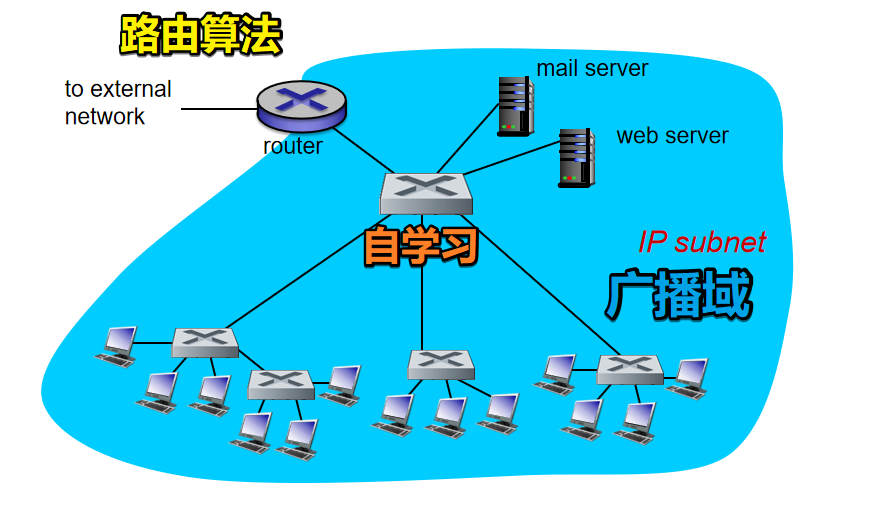 路由算法
to external
network
router
mail server
web server
自学习
IP subnet
广播域